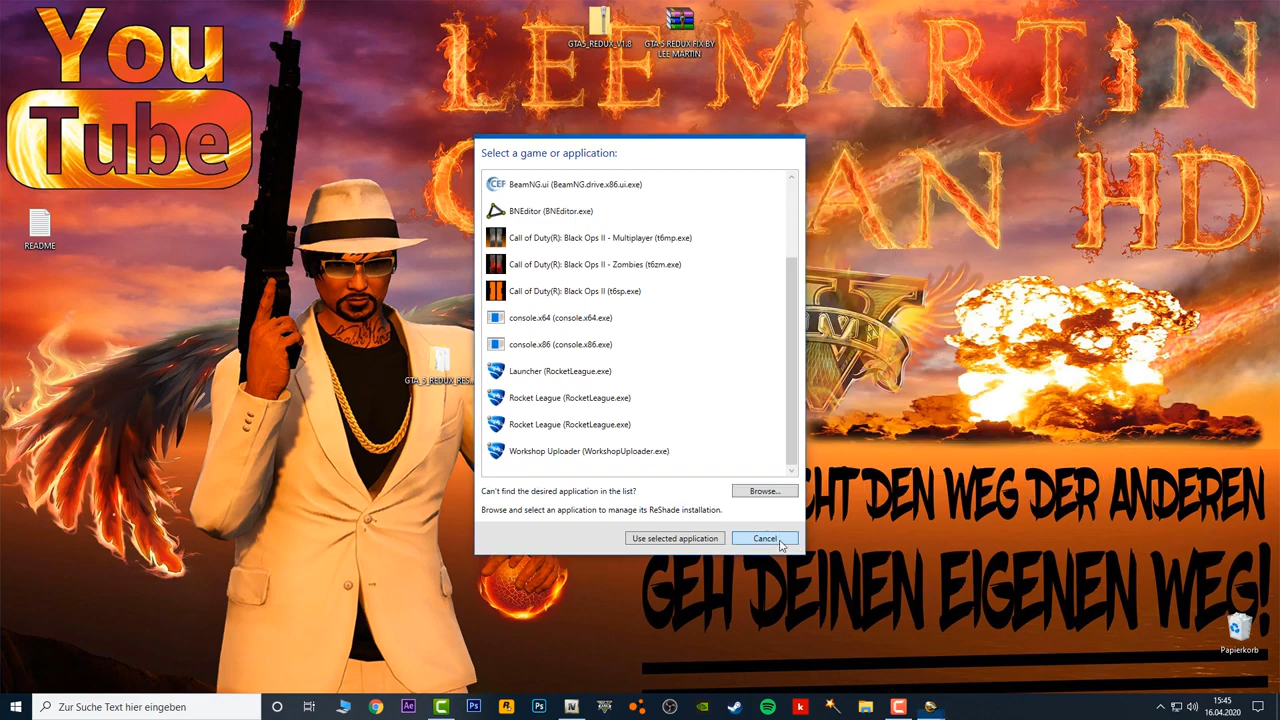 You
Tube
GTA5_REDUX_V1.8
GTA 5 REDUX FIX BY
LEE MARTIN
LEE MARTIN
AN HD
README
GTA_5_REDUX_RES...
Select a game or application:
BeamNG.ui (BeamNG.drive.x86.ui.exe)
BNEditor (BNEditor.exe)
Call of Duty(R): Black Ops II - Multiplayer (t6mp.exe)
Call of Duty(R): Black Ops II - Zombies (t6zm.exe)
Call of Duty(R): Black Ops II (t6sp.exe)
console.x64 (console.x64.exe)
console.x86 (console.x86.exe)
Launcher (RocketLeague.exe)
Rocket League (RocketLeague.exe)
Rocket League (RocketLeague.exe)
Workshop Uploader (WorkshopUploader.exe)
Can't find the desired application in the list?
Browse...
Browse and select an application to manage its ReShade installation.
Use selected application
Cancel
CHT DEN WEG DER ANDEREN
GEH DEINEN EIGENEN WEG!
Papierkorb
Zur Suche Text hier eingeben
15:45
16.04.2020